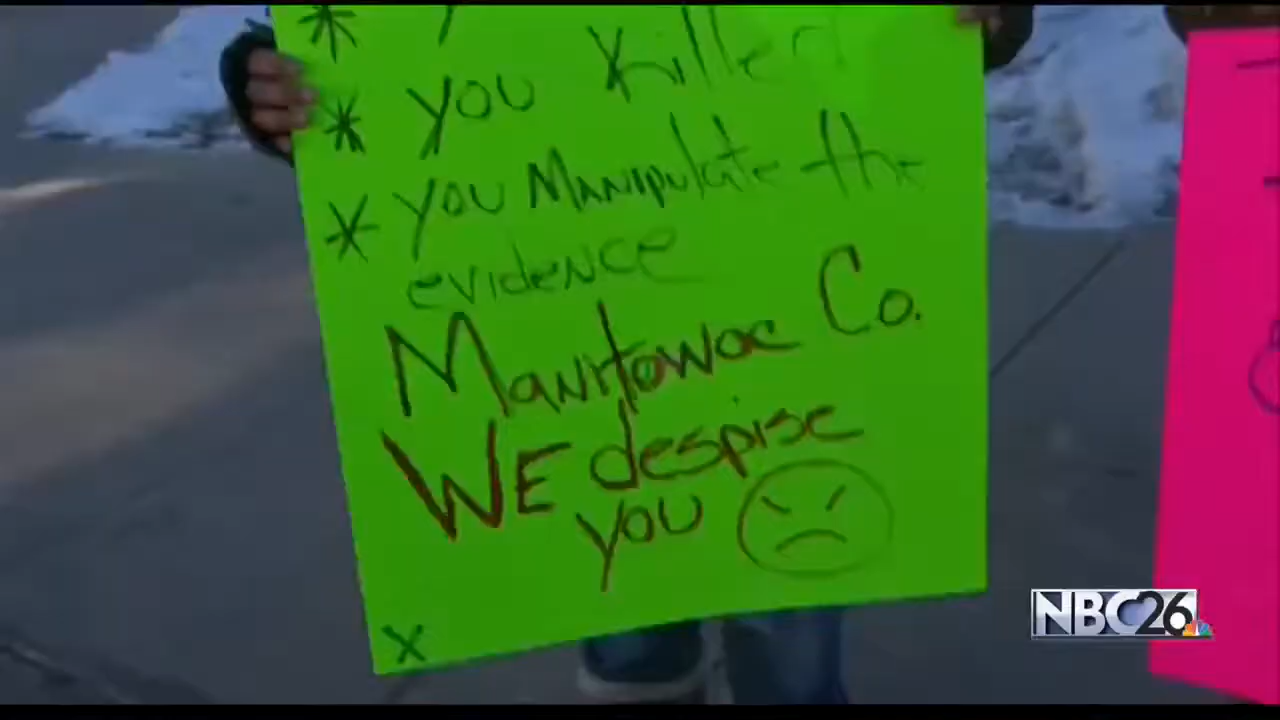 * YOU Killed
* YOU Manipulate the
evidence
Manitowoc Co.
WE despise
YOU
X
NBC26